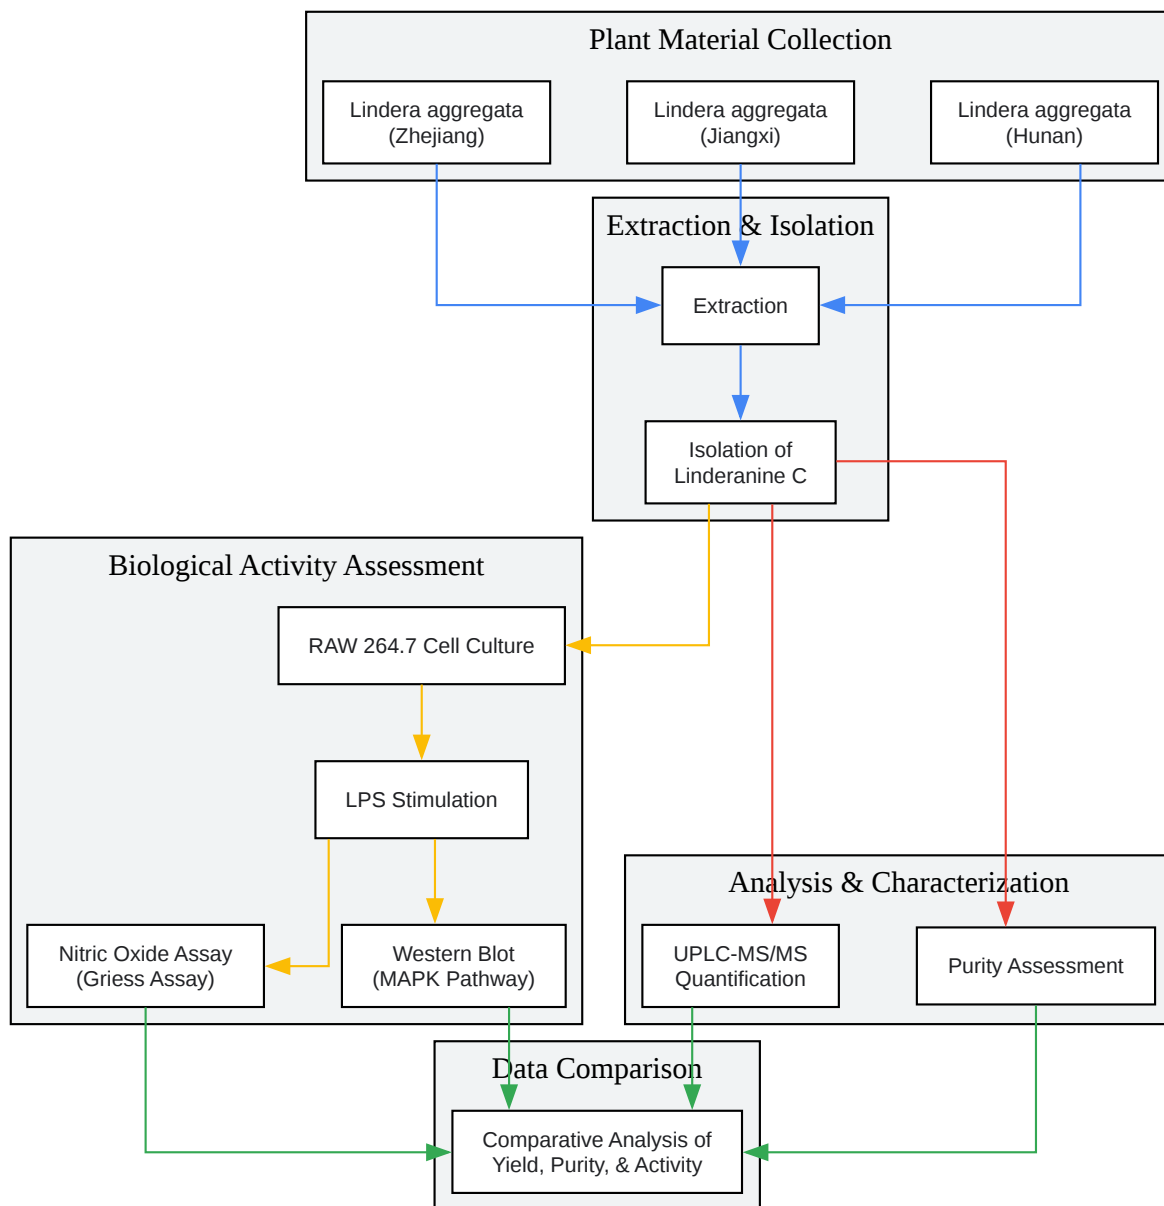 Plant Material Collection
Lindera aggregata
(Zhejiang)
Lindera aggregata
(Jiangxi)
Lindera aggregata
(Hunan)
Extraction & Isolation
Extraction
Isolation of
Linderanine C
Biological Activity Assessment
RAW 264.7 Cell Culture
LPS Stimulation
Nitric Oxide Assay
(Griess Assay)
Western Blot
(MAPK Pathway)
Analysis & Characterization
UPLC-MS/MS
Quantification
Purity Assessment
Data Comparison
Comparative Analysis of
Yield, Purity, & Activity